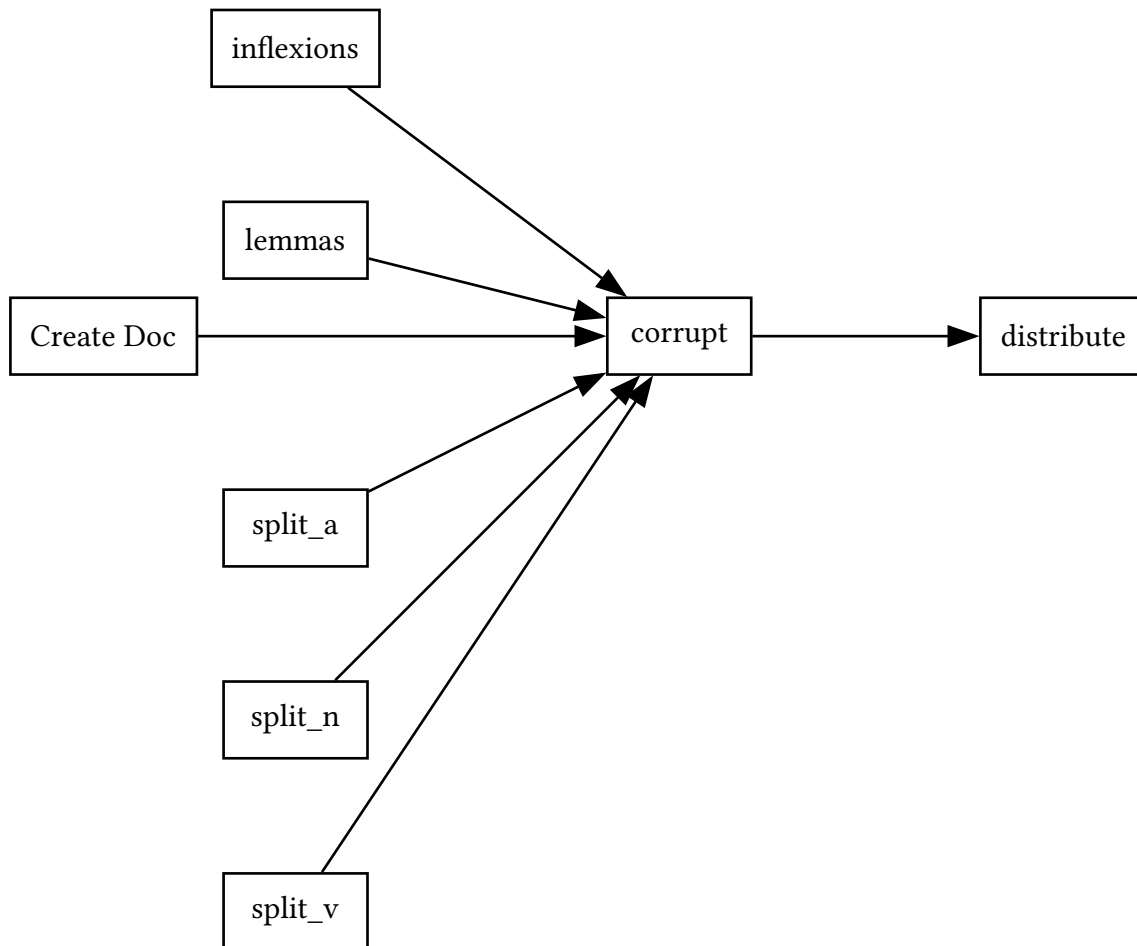 inflexions
lemmas
Create Doc
corrupt
distribute
split_a
split_n
split_v